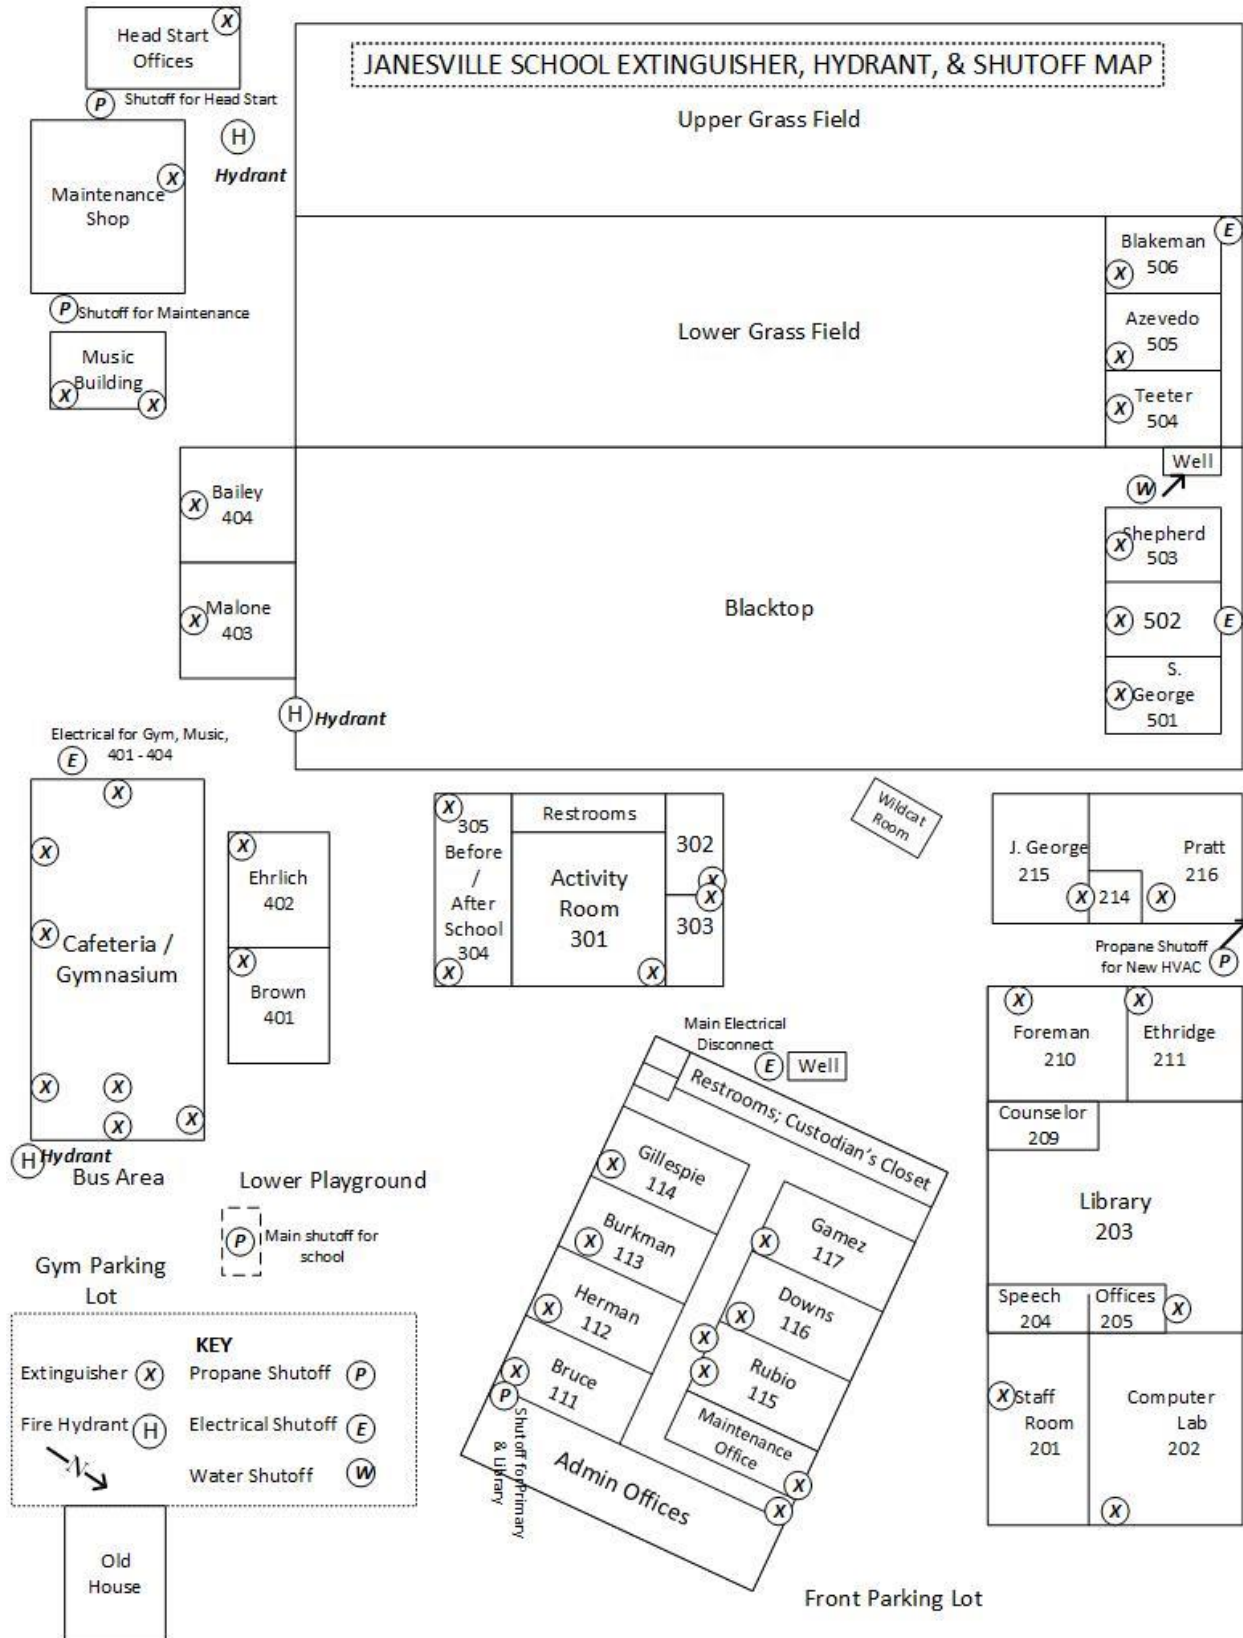 JANESVILLE SCHOOL EXTINGUISHER, HYDRANT, & SHUTOFF MAP
Head Start
Offices
X
P
Shutoff for Head Start
H
Hydrant
Upper Grass Field
Maintenance
Shop
X
P
Shutoff for Maintenance
Music
Building
X
X
Lower Grass Field
E
Blakeman
506
X
Azevedo
505
X
Teeter
504
X
Well
W
Bailey
404
X
Malone
403
X
Blacktop
Shepherd
503
X
502
X
E
S.
George
501
X
H
Hydrant
Electrical for Gym, Music,
401 - 404
E
X
X
X
Cafeteria /
Gymnasium
X
X
X
X
H
Hydrant
Bus Area
X
Ehrlich
402
X
Brown
401
X
305
Before
/
After
School
304
X
Restrooms
Activity
Room
301
X
302
X
X
303
Wildcat
Room
J. George
215
X
214
Pratt
216
X
Propane Shutoff
for New HVAC
P
X
Foreman
210
X
Ethridge
211
Counselor
209
Library
203
Speech
204
Offices
205
X
X
Staff
Room
201
Computer
Lab
202
X
Main Electrical
Disconnect
E
Well
Restrooms; Custodian's Closet
Gillespie
114
X
Burkman
113
X
Herman
112
X
Bruce
111
X
P
Shutoff for Primary
& Library
Gamez
117
X
Downs
116
X
X
X
Rubio
115
Maintenance
Office
X
X
Admin Offices
Front Parking Lot
Lower Playground
P
Main shutoff for
school
Gym Parking
Lot
KEY
Extinguisher X
Propane Shutoff P
Fire Hydrant H
Electrical Shutoff E
N
Water Shutoff W
Old
House